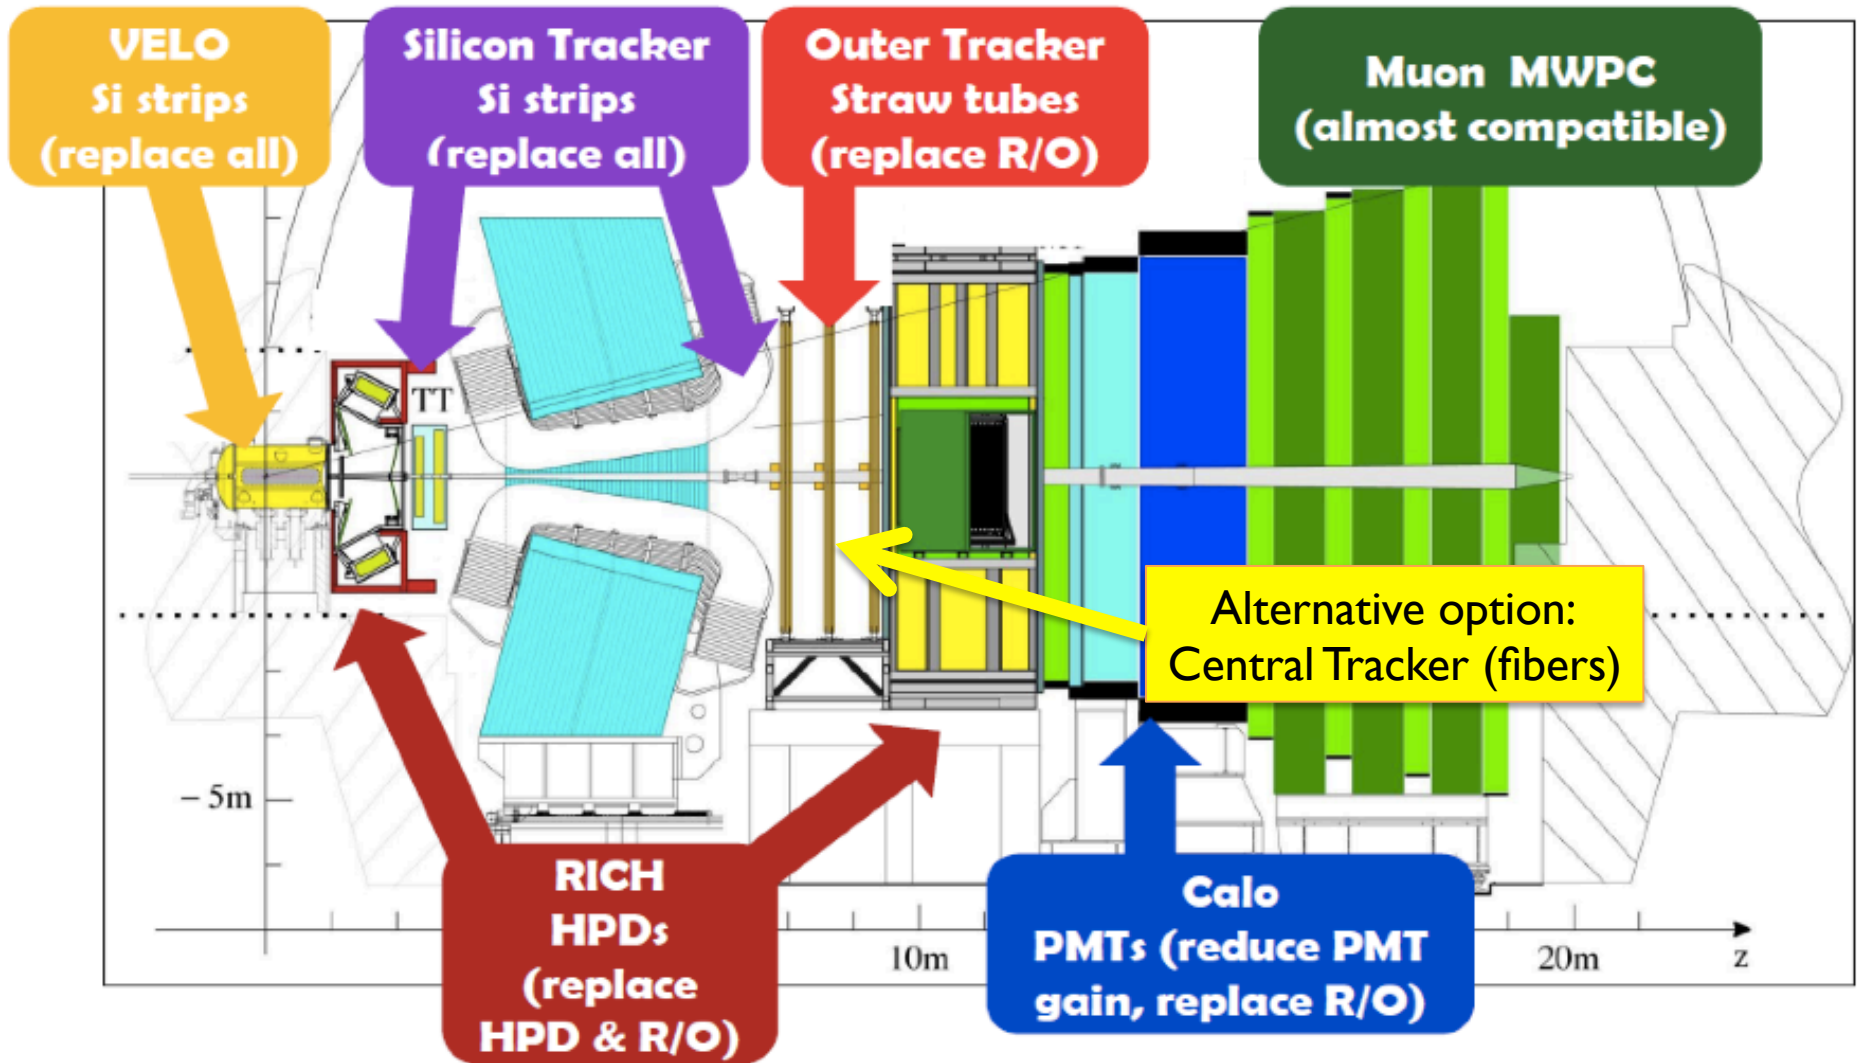 VELO
Si strips
(replace all)
Silicon Tracker
Si strips
(replace all)
Outer Tracker
Straw tubes
(replace R/O)
Muon MWPC
(almost compatible)
TT
Alternative option:
Central Tracker (fibers)
– 5m
RICH
HPDs
(replace
HPD & R/O)
Calo
PMTs (reduce PMT
gain, replace R/O)
10m
20m
z